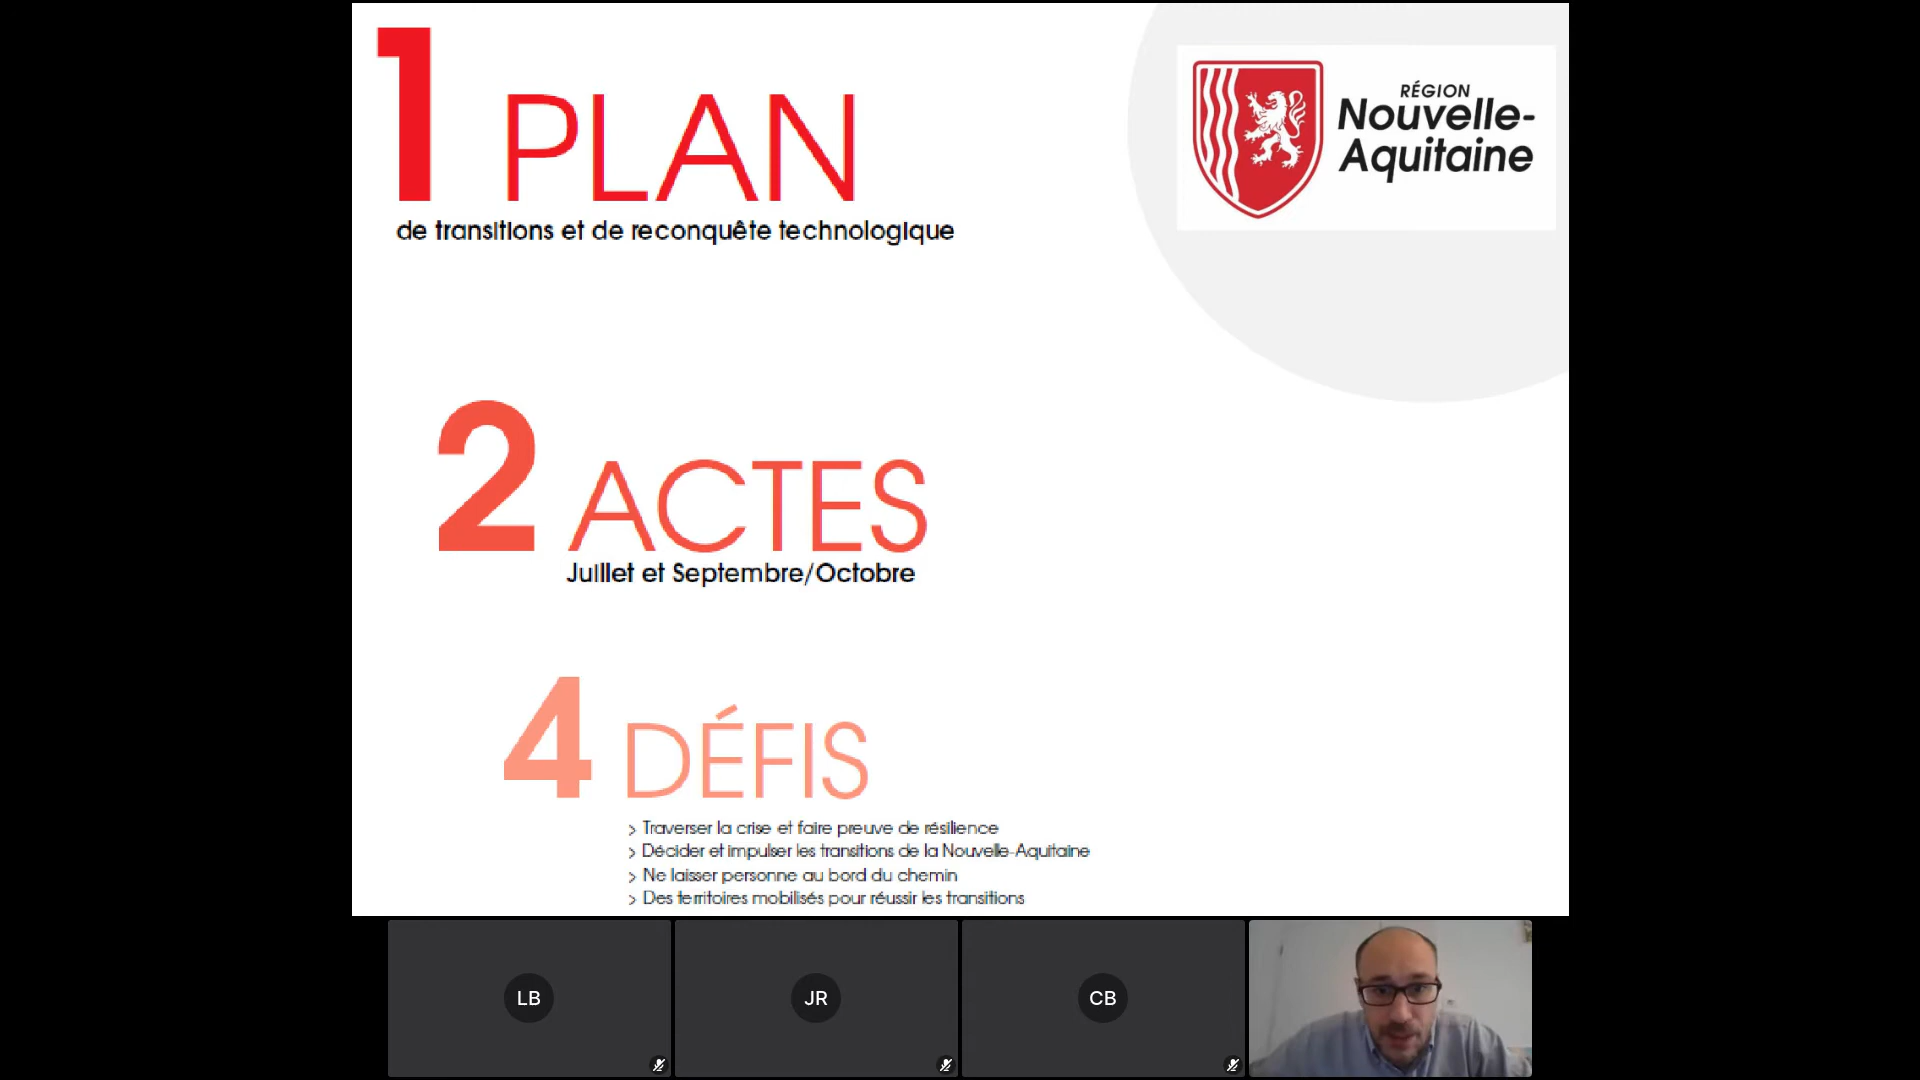 1 PLAN
de transitions et de reconquête technologique
RÉGION
Nouvelle-
Aquitaine
2 ACTES
Juillet et Septembre/Octobre
4 DÉFIS
> Traverser la crise et faire preuve de résilience
> Décider et impulser les transitions de la Nouvelle-Aquitaine
> Ne laisser personne au bord du chemin
> Des territoires mobilisés pour réussir les transitions
LB
JR
CB